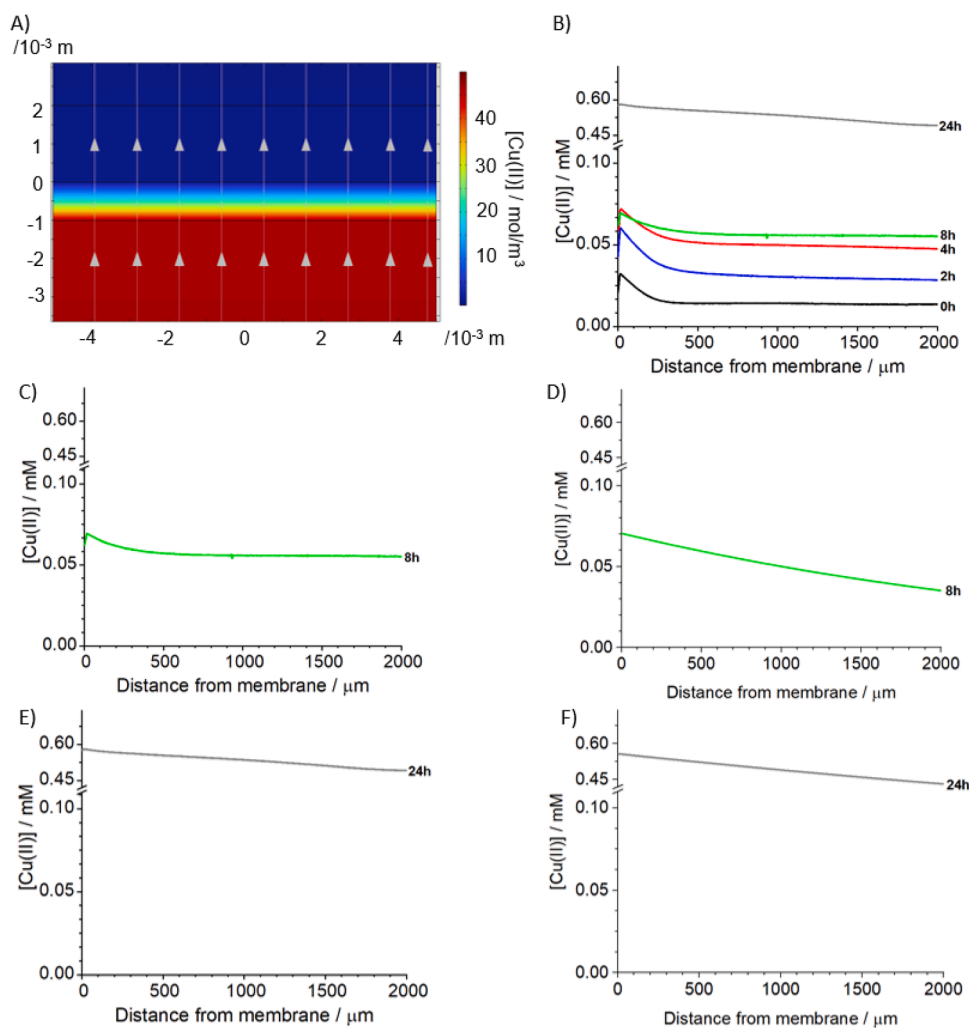 A)
/10⁻³ m
2
1
0
-1
-2
-3
-4 -2 0 2 4 /10⁻³ m
40
30
20
10
[Cu(II)] / mol/m³
B)
[Cu(II)] / mM
0.60
0.45
0.10
0.05
0.00
24h
8h
4h
2h
0h
0 500 1000 1500 2000
Distance from membrane / μm
C)
[Cu(II)] / mM
0.60
0.45
0.10
0.05
0.00
8h
0 500 1000 1500 2000
Distance from membrane / μm
D)
[Cu(II)] / mM
0.60
0.45
0.10
0.05
0.00
8h
0 500 1000 1500 2000
Distance from membrane / μm
E)
[Cu(II)] / mM
0.60
0.45
0.10
0.05
0.00
24h
0 500 1000 1500 2000
Distance from membrane / μm
F)
[Cu(II)] / mM
0.60
0.45
0.10
0.05
0.00
24h
0 500 1000 1500 2000
Distance from membrane / μm